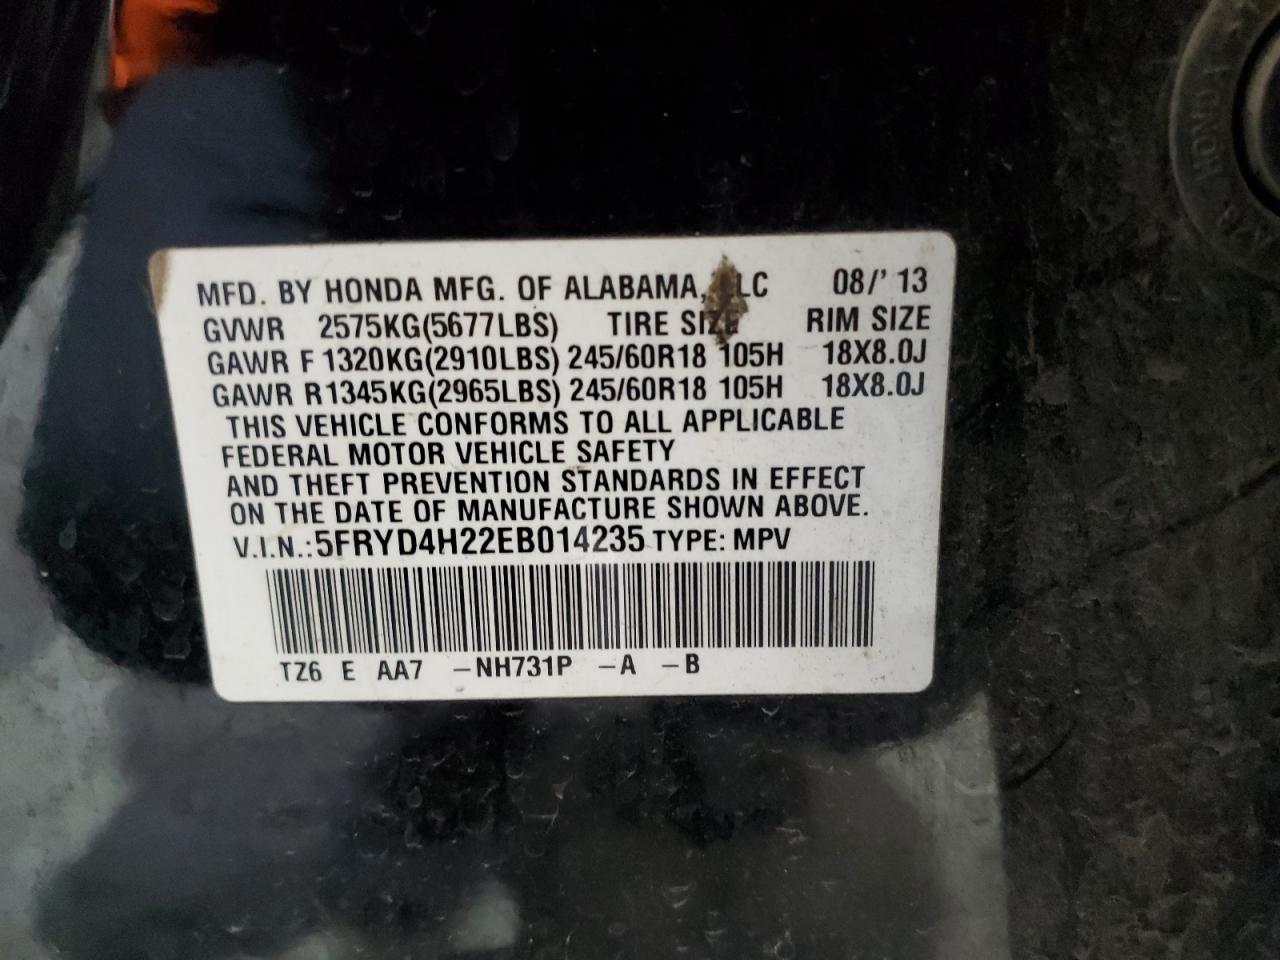 MFD. BY HONDA MFG. OF ALABAMA, LLC 08/'13
GVWR 2575KG(5677LBS) TIRE SIZE RIM SIZE
GAWR F 1320KG(2910LBS) 245/60R18 105H 18X8.0J
GAWR R1345KG(2965LBS) 245/60R18 105H 18X8.0J
THIS VEHICLE CONFORMS TO ALL APPLICABLE
FEDERAL MOTOR VEHICLE SAFETY
AND THEFT PREVENTION STANDARDS IN EFFECT
ON THE DATE OF MANUFACTURE SHOWN ABOVE.
V.I.N.:5FRYD4H22EB014235 TYPE: MPV
TZ6 E AA7 -NH731P -A -B
HONDA